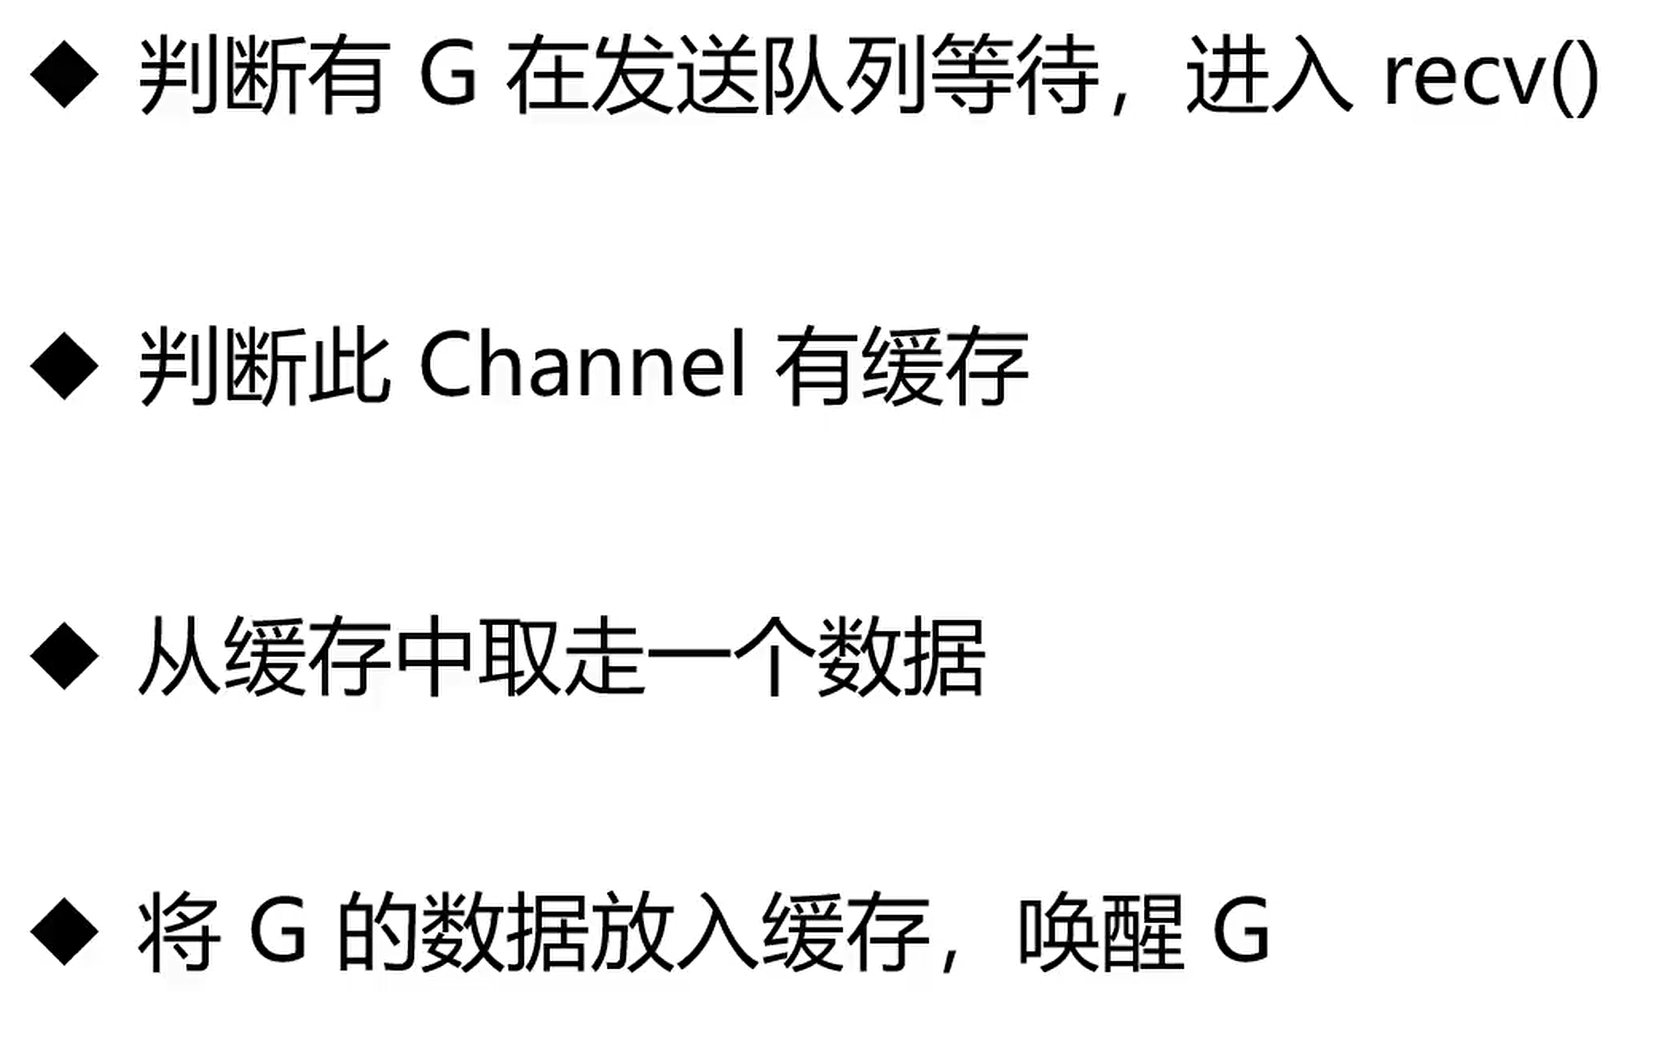 ◆ 判断有 G 在发送队列等待，进入 recv()
◆ 判断此 Channel 有缓存
◆ 从缓存中取走一个数据
◆ 将 G 的数据放入缓存，唤醒 G